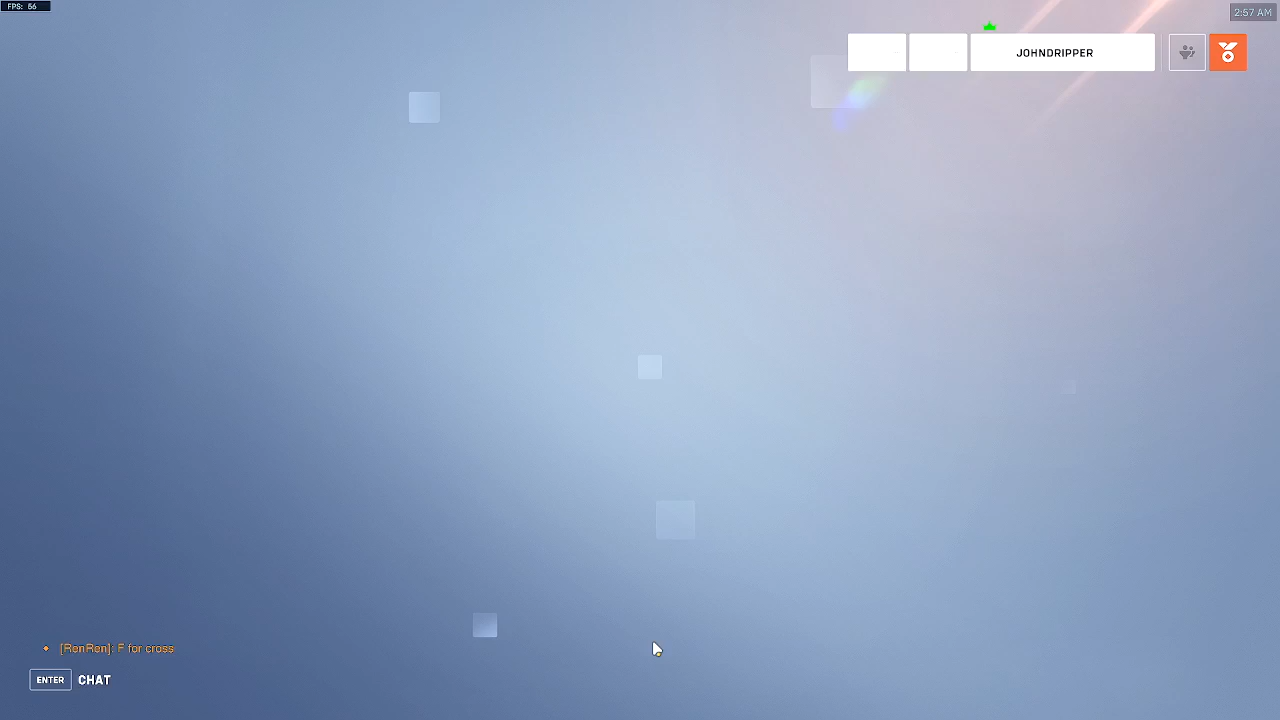 FPS: 56
2:57 AM
JOHNDRIPPER
[RenRen]: F for cross
ENTER CHAT